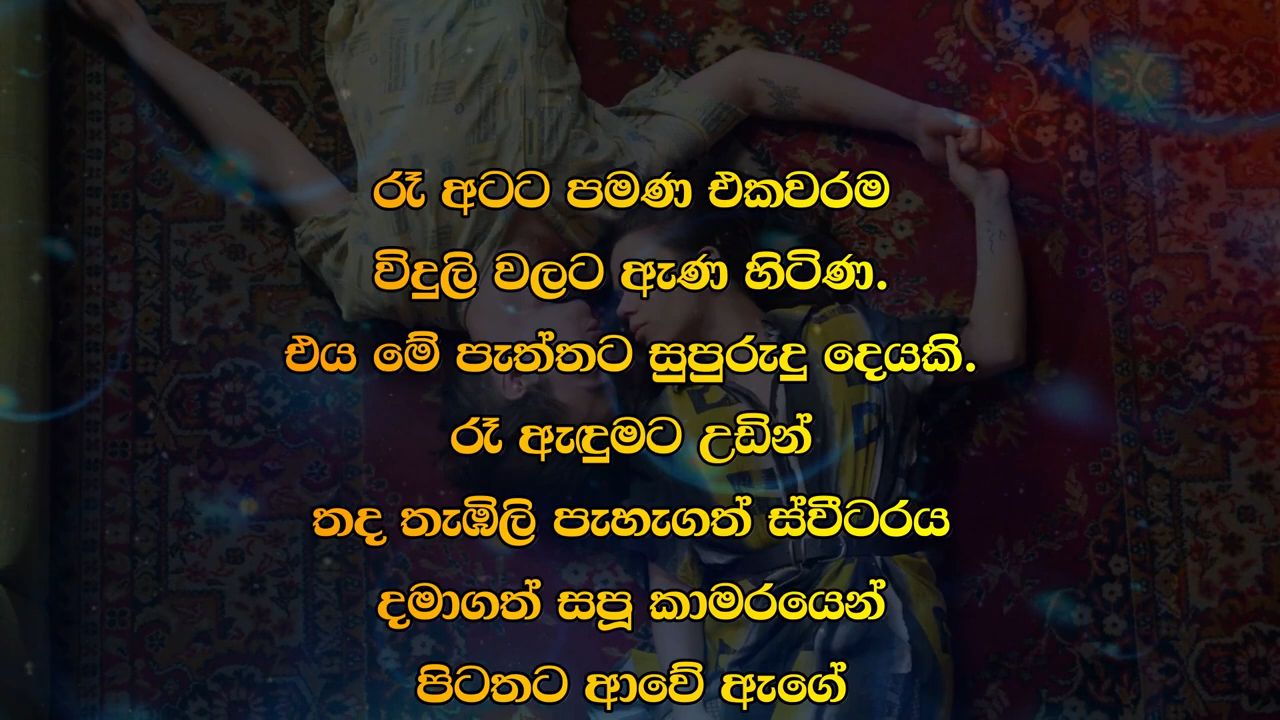 රෑ අටට පමණ එකවරම
විදුලි වලට ඇණ හිටිණ.
එය මේ පැත්තට සුපුරුදු දෙයකි.
රෑ ඇඳුමට උඩින්
තද තැඹිලි පැහැගත් ස්වීටරය
දමාගත් සපූ කාමරයෙන්
පිටතට ආවේ ඇගේ